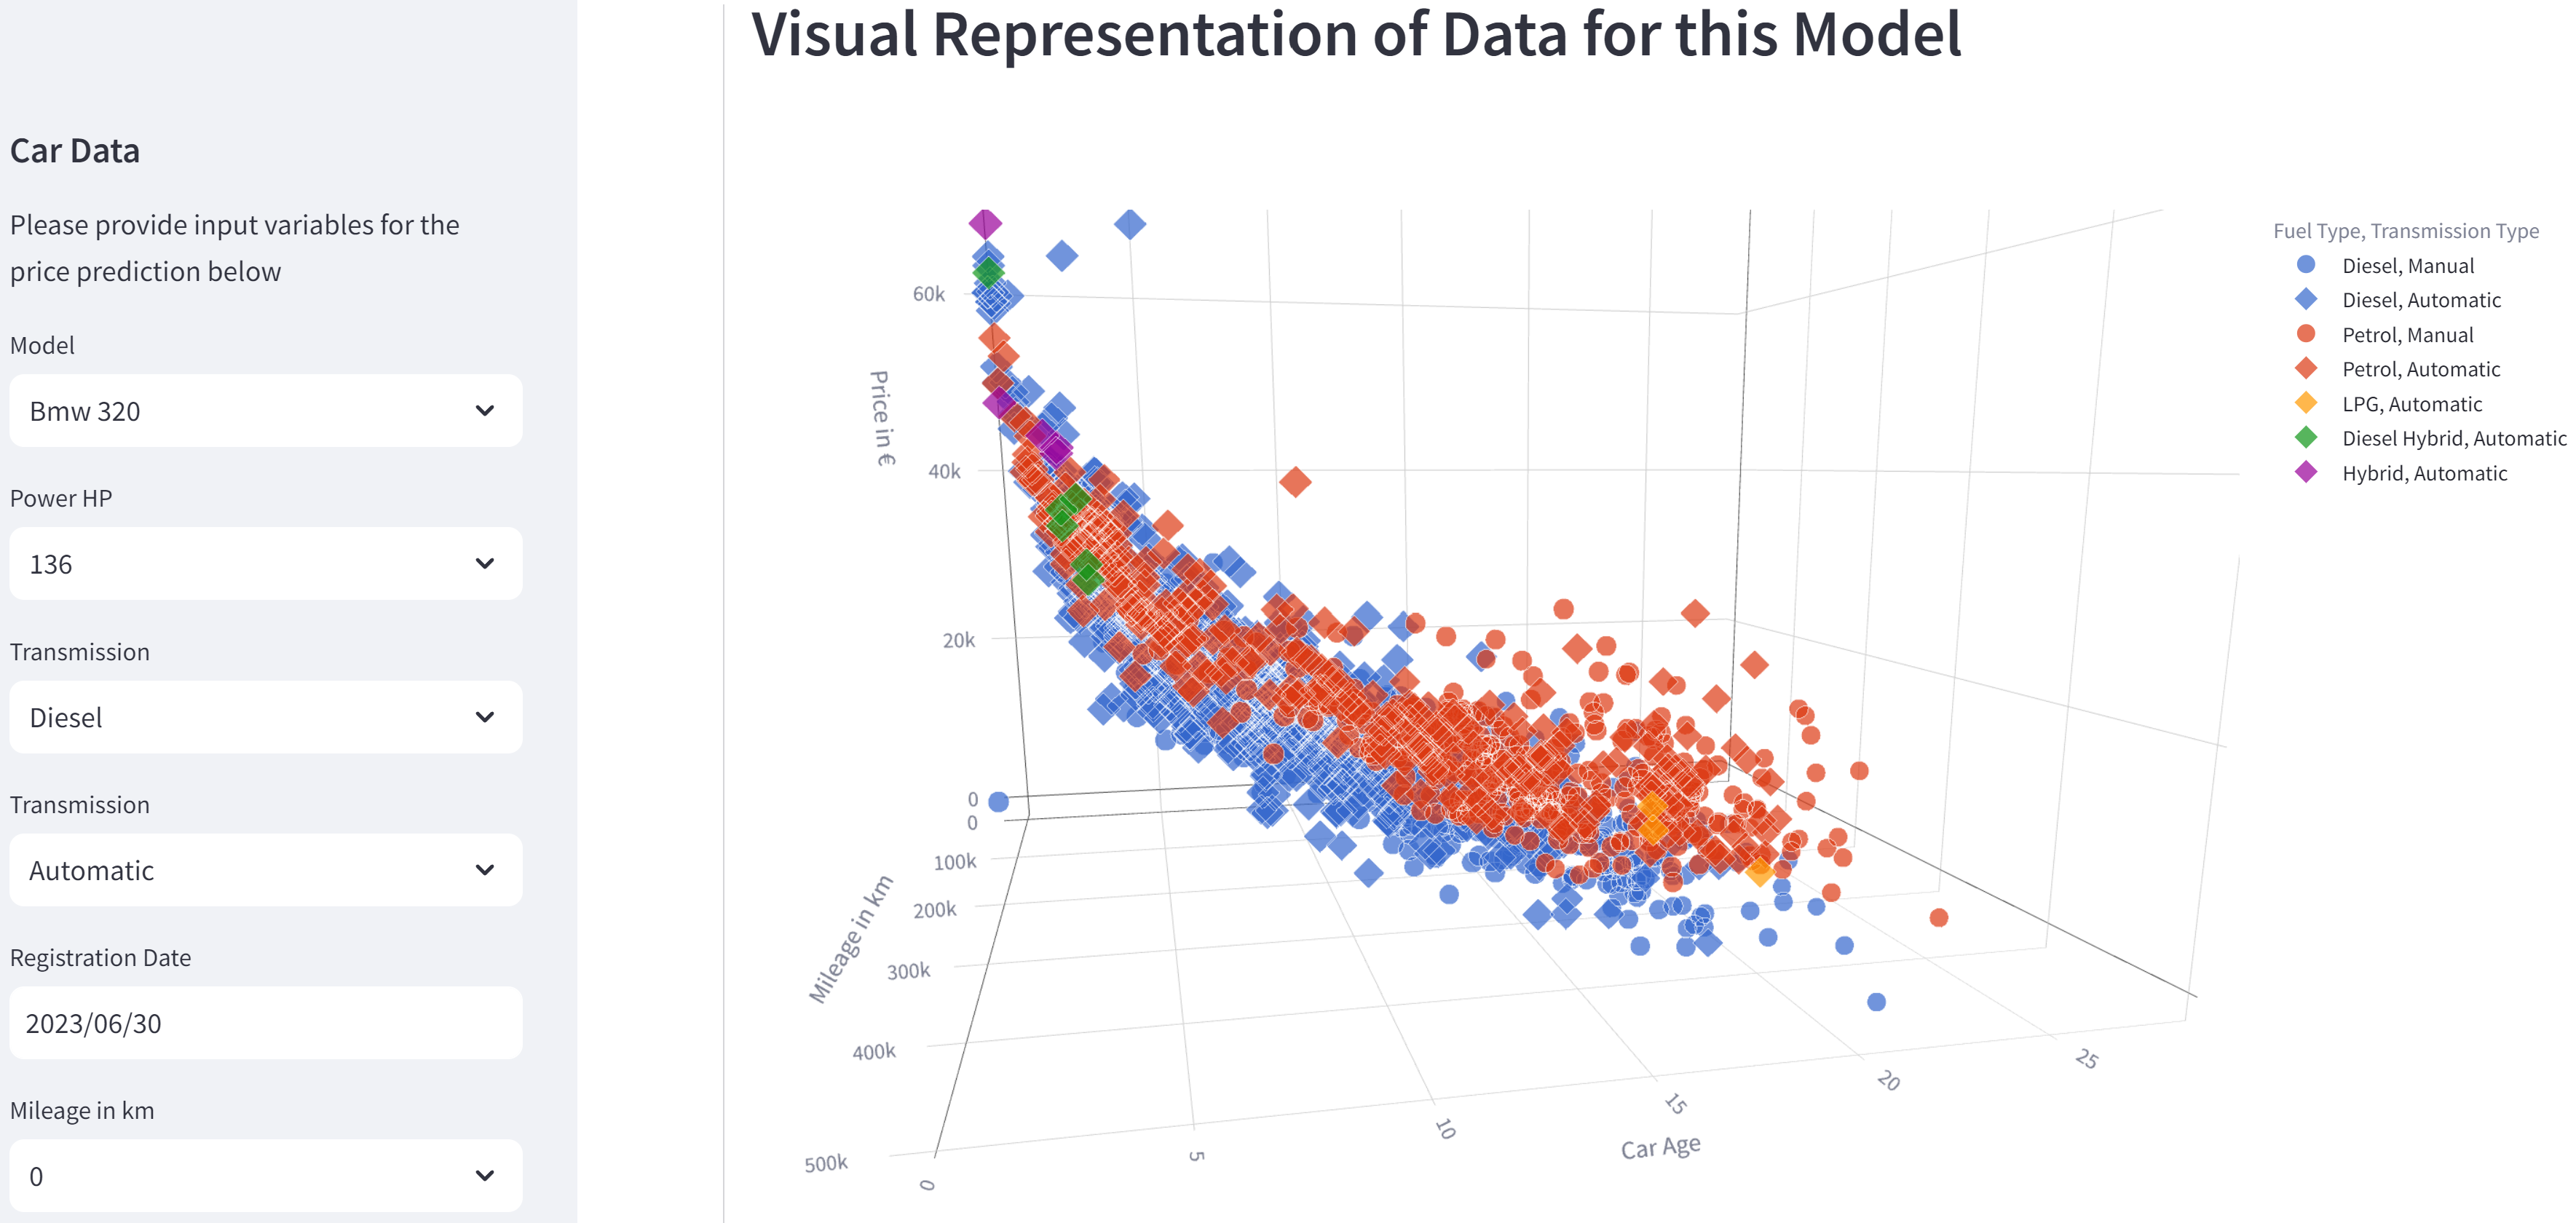 Visual Representation of Data for this Model
Car Data
Please provide input variables for the
price prediction below
Model
Bmw 320
Power HP
136
Transmission
Diesel
Transmission
Automatic
Registration Date
2023/06/30
Mileage in km
0
Price in €
60k
40k
20k
0
0
100k
200k
300k
400k
500k
Mileage in km
0
5
10
15
20
25
Car Age
Fuel Type, Transmission Type
Diesel, Manual
Diesel, Automatic
Petrol, Manual
Petrol, Automatic
LPG, Automatic
Diesel Hybrid, Automatic
Hybrid, Automatic